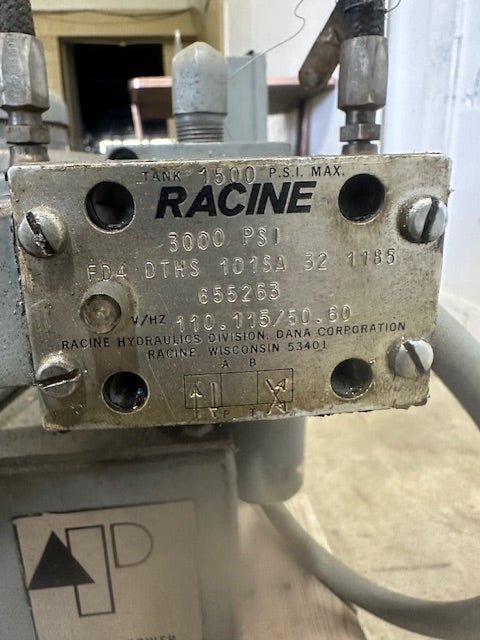 TANK 1500 P.S.I. MAX.
RACINE
3000 PSI
FD4 DTHS 101SA 32 1185
655263
V/HZ 110.115/50.60
RACINE HYDRAULICS DIVISION, DANA CORPORATION
RACINE, WISCONSIN 53401
A B
P T